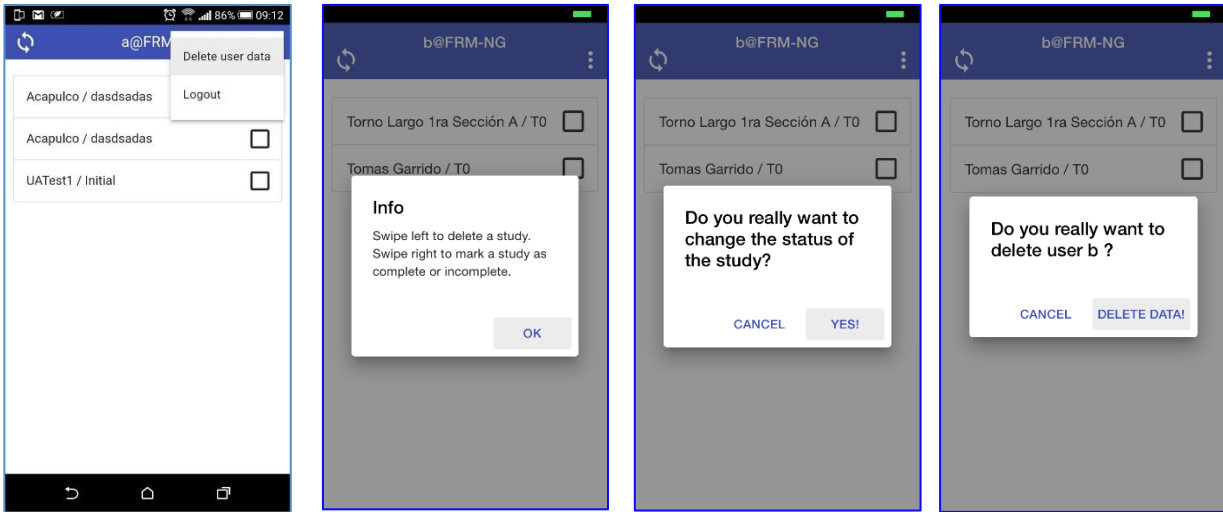 86% 09:12
a@FRM
Delete user data
Logout
Acapulco / dasdsadas
Acapulco / dasdsadas
UATest1 / Initial
b@FRM-NG
Torno Largo 1ra Sección A / T0
Tomas Garrido / T0
Info
Swipe left to delete a study.
Swipe right to mark a study as
complete or incomplete.
OK
b@FRM-NG
Torno Largo 1ra Sección A / T0
Tomas Garrido / T0
Do you really want to
change the status of
the study?
CANCEL YES!
b@FRM-NG
Torno Largo 1ra Sección A / T0
Tomas Garrido / T0
Do you really want to
delete user b ?
CANCEL DELETE DATA!